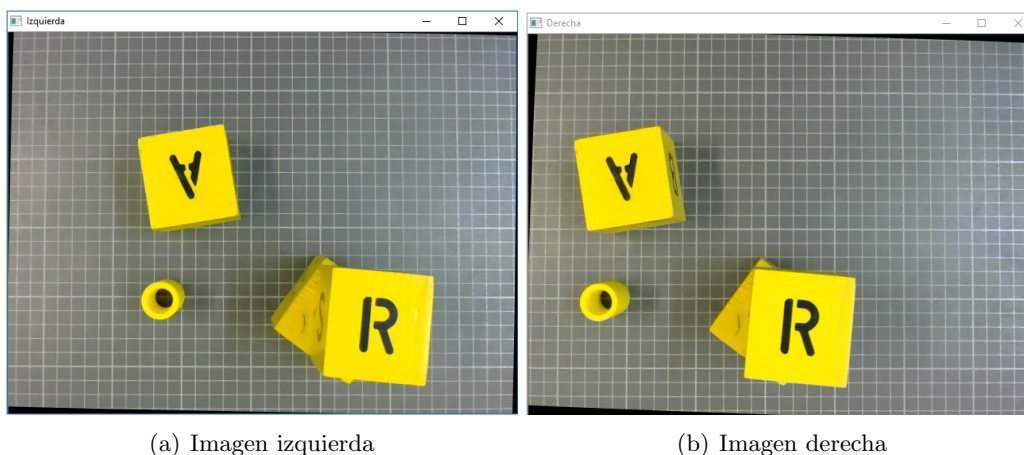 Izquierda
Derecha
A
A
R
R
(a) Imagen izquierda
(b) Imagen derecha